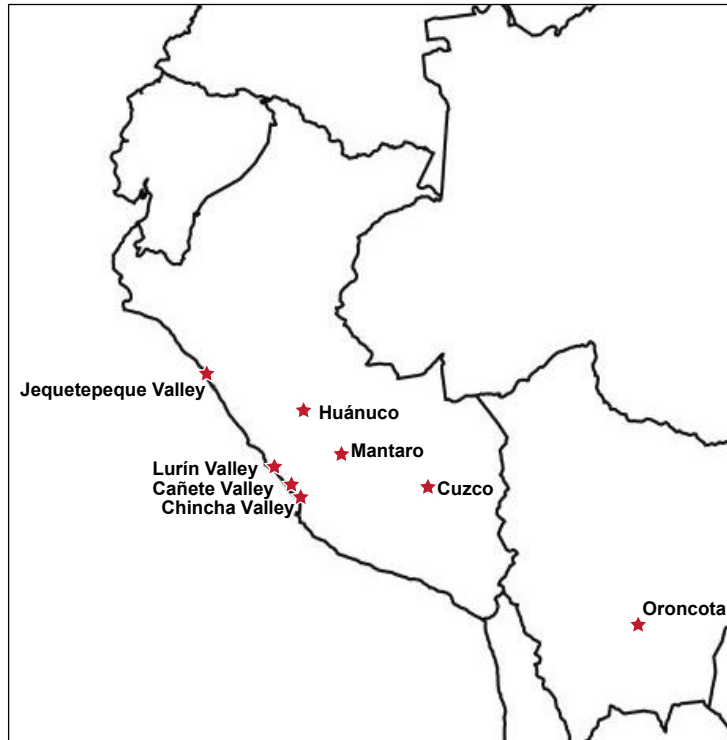 Jequetepeque Valley
Huánuco
Mantaro
Lurín Valley
Cañete Valley
Cuzco
Chincha Valley
Oroncota